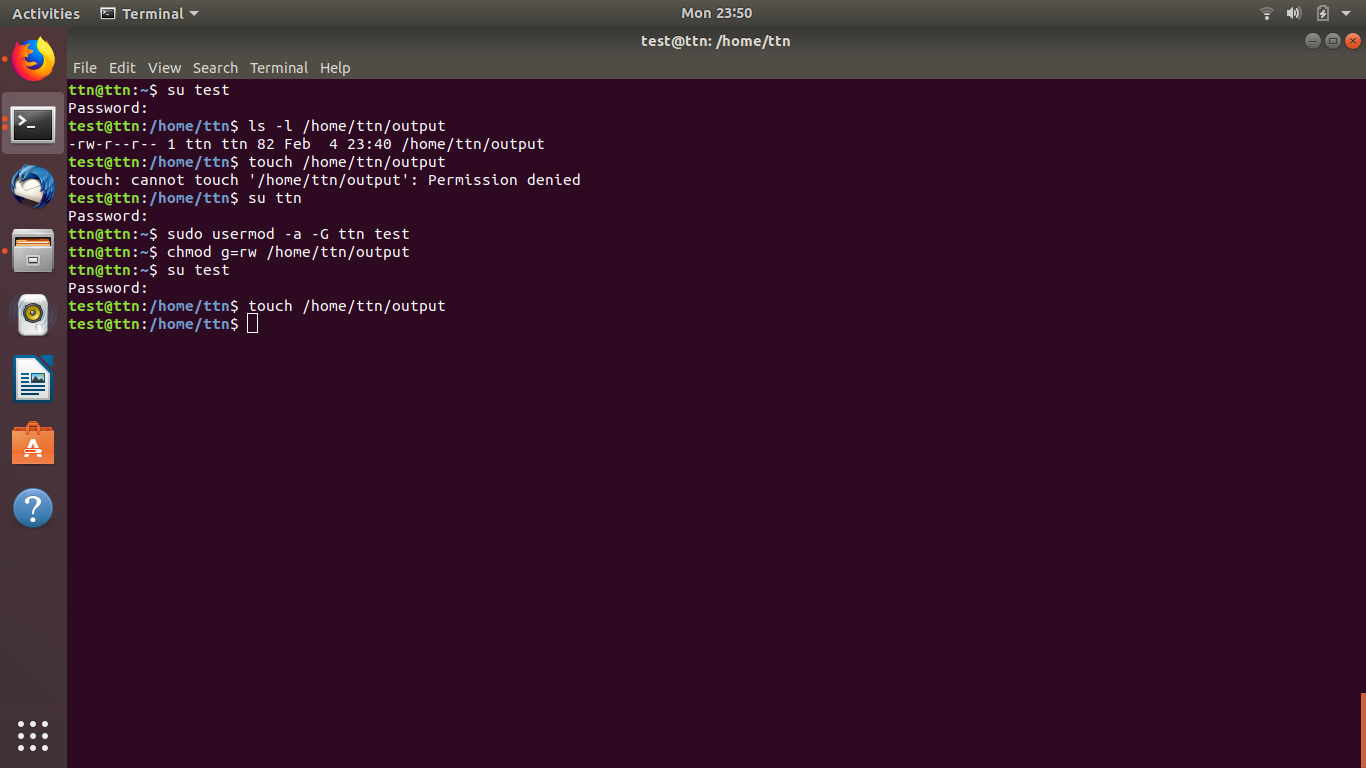 Activities Terminal Mon 23:50
test@ttn: /home/ttn
File Edit View Search Terminal Help
ttn@ttn:~$ su test
Password:
test@ttn:/home/ttn$ ls -l /home/ttn/output
-rw-r--r-- 1 ttn ttn 82 Feb  4 23:40 /home/ttn/output
test@ttn:/home/ttn$ touch /home/ttn/output
touch: cannot touch '/home/ttn/output': Permission denied
test@ttn:/home/ttn$ su ttn
Password:
ttn@ttn:~$ sudo usermod -a -G ttn test
ttn@ttn:~$ chmod g=rw /home/ttn/output
ttn@ttn:~$ su test
Password:
test@ttn:/home/ttn$ touch /home/ttn/output
test@ttn:/home/ttn$